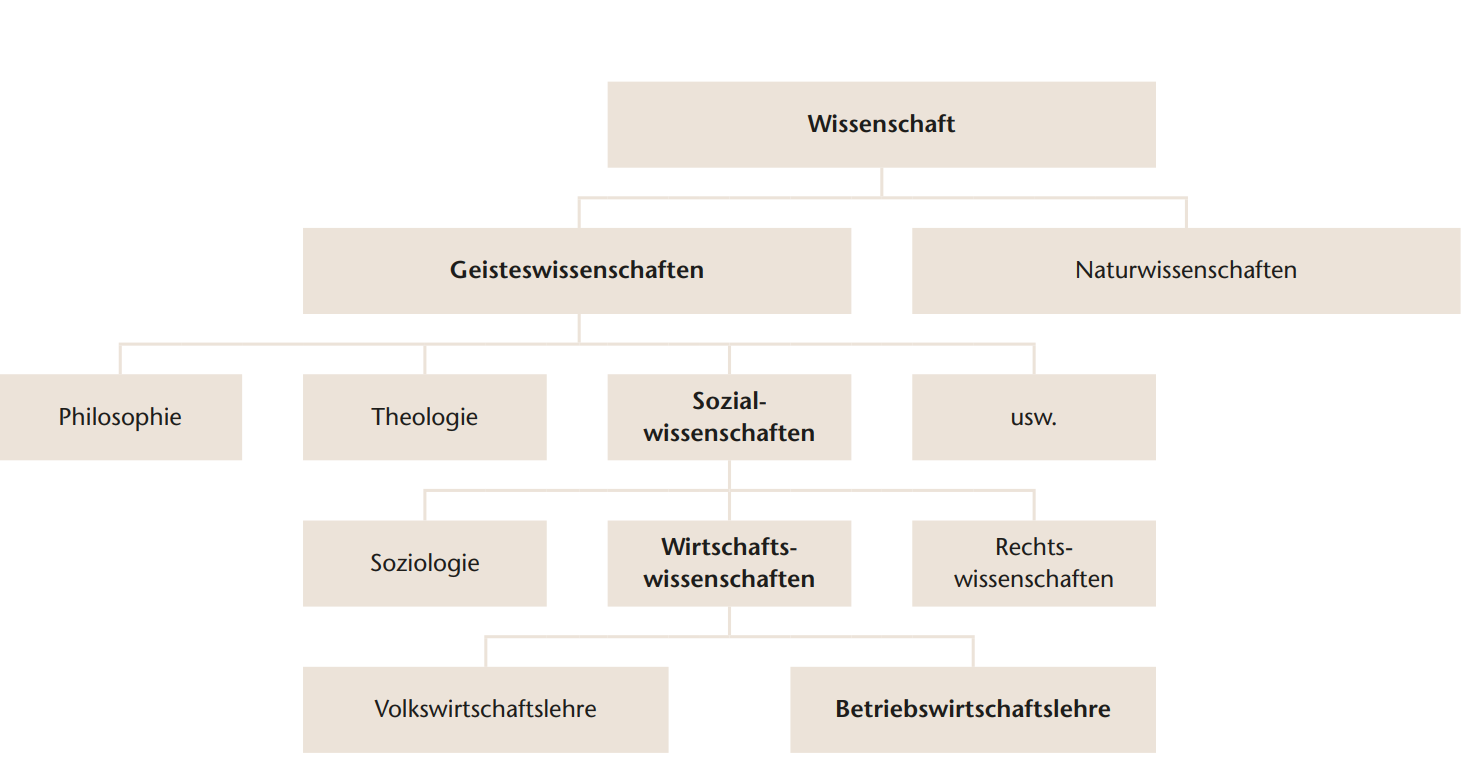 Wissenschaft
Geisteswissenschaften
Naturwissenschaften
Philosophie
Theologie
Sozial-
wissenschaften
usw.
Soziologie
Wirtschafts-
wissenschaften
Rechts-
wissenschaften
Volkswirtschaftslehre
Betriebswirtschaftslehre